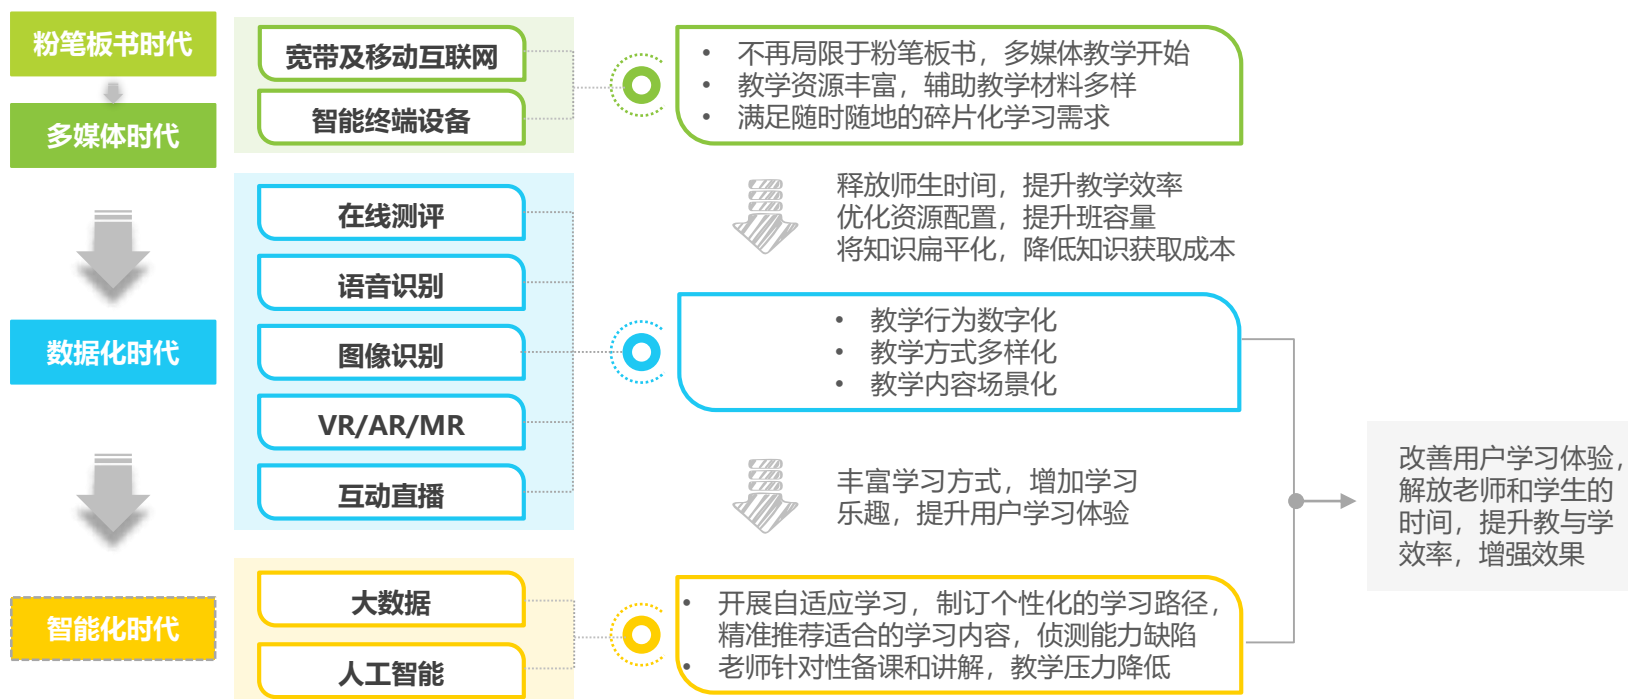 粉笔板书时代
多媒体时代
宽带及移动互联网
智能终端设备
• 不再局限于粉笔板书，多媒体教学开始
• 教学资源丰富，辅助教学材料多样
• 满足随时随地的碎片化学习需求
释放师生时间，提升教学效率
优化资源配置，提升班容量
将知识扁平化，降低知识获取成本
数据化时代
在线测评
语音识别
图像识别
VR/AR/MR
互动直播
• 教学行为数字化
• 教学方式多样化
• 教学内容场景化
丰富学习方式，增加学习
乐趣，提升用户学习体验
智能化时代
大数据
人工智能
• 开展自适应学习，制订个性化的学习路径，
精准推荐适合的学习内容，侦测能力缺陷
• 老师针对性备课和讲解，教学压力降低
改善用户学习体验，
解放老师和学生的
时间，提升教与学
效率，增强效果